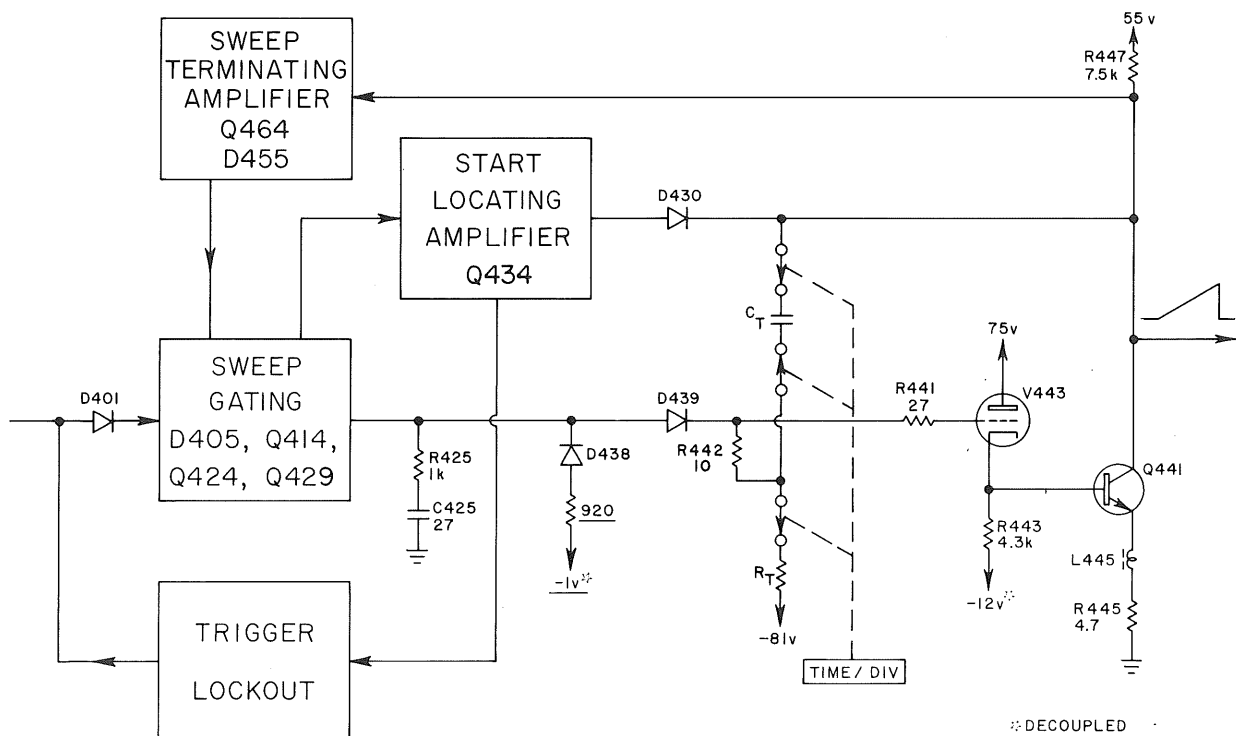 SWEEP
TERMINATING
AMPLIFIER
Q464
D455
START
LOCATING
AMPLIFIER
Q434
D430
55 v
R447
7.5k
D401
SWEEP
GATING
D405, Q414,
Q424, Q429
R425
1k
C425
27
D438
920
-1v*
D439
R442
10
CT
RT
-81v
R441
27
75v
V443
Q441
R443
4.3k
-12v*
L445
R445
4.7
TRIGGER
LOCKOUT
TIME/ DIV
*DECOUPLED